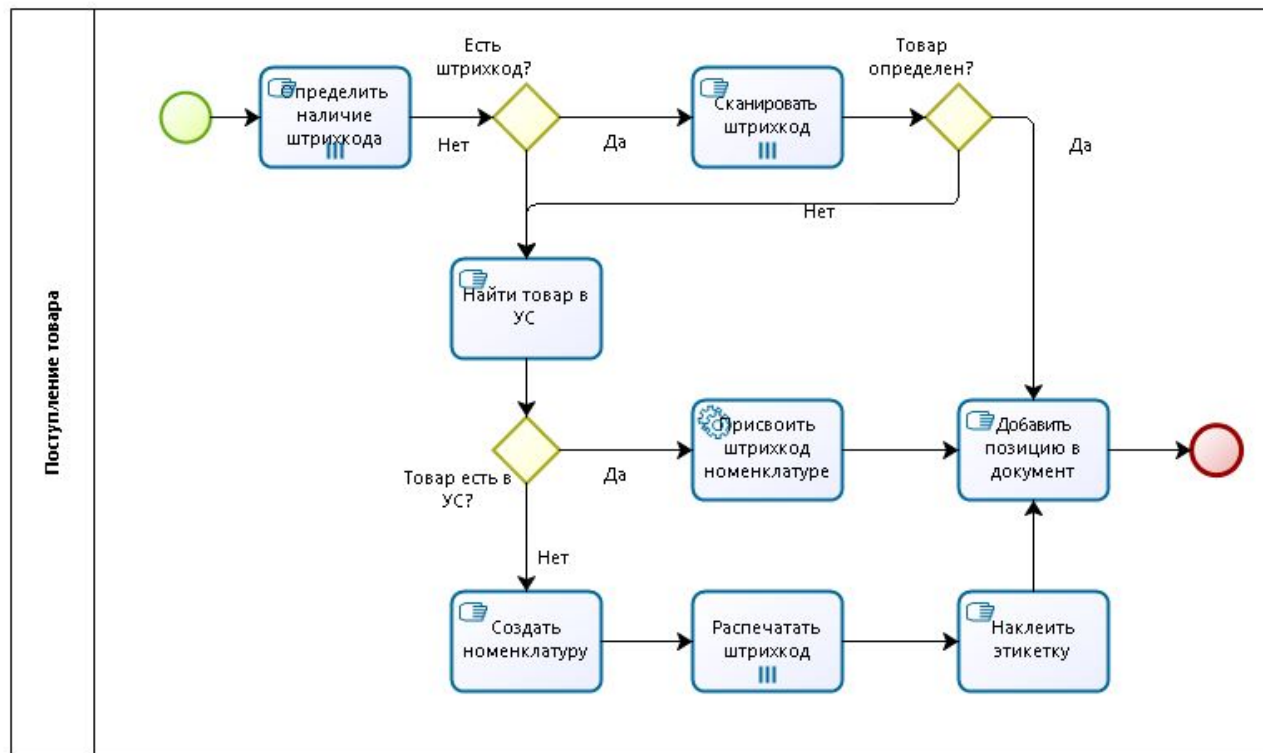 Поступление товара
Есть
штрихкод?
Товар
определен?
Определить
наличие
штрихкода
Нет
Да
Сканировать
штрихкод
Да
Нет
Найти товар в
УС
Товар есть в
УС?
Да
Присвоить
штрихкод
номенклатуре
Добавить
позицию в
документ
Нет
Создать
номенклатуру
Распечатать
штрихкод
Наклеить
этикетку